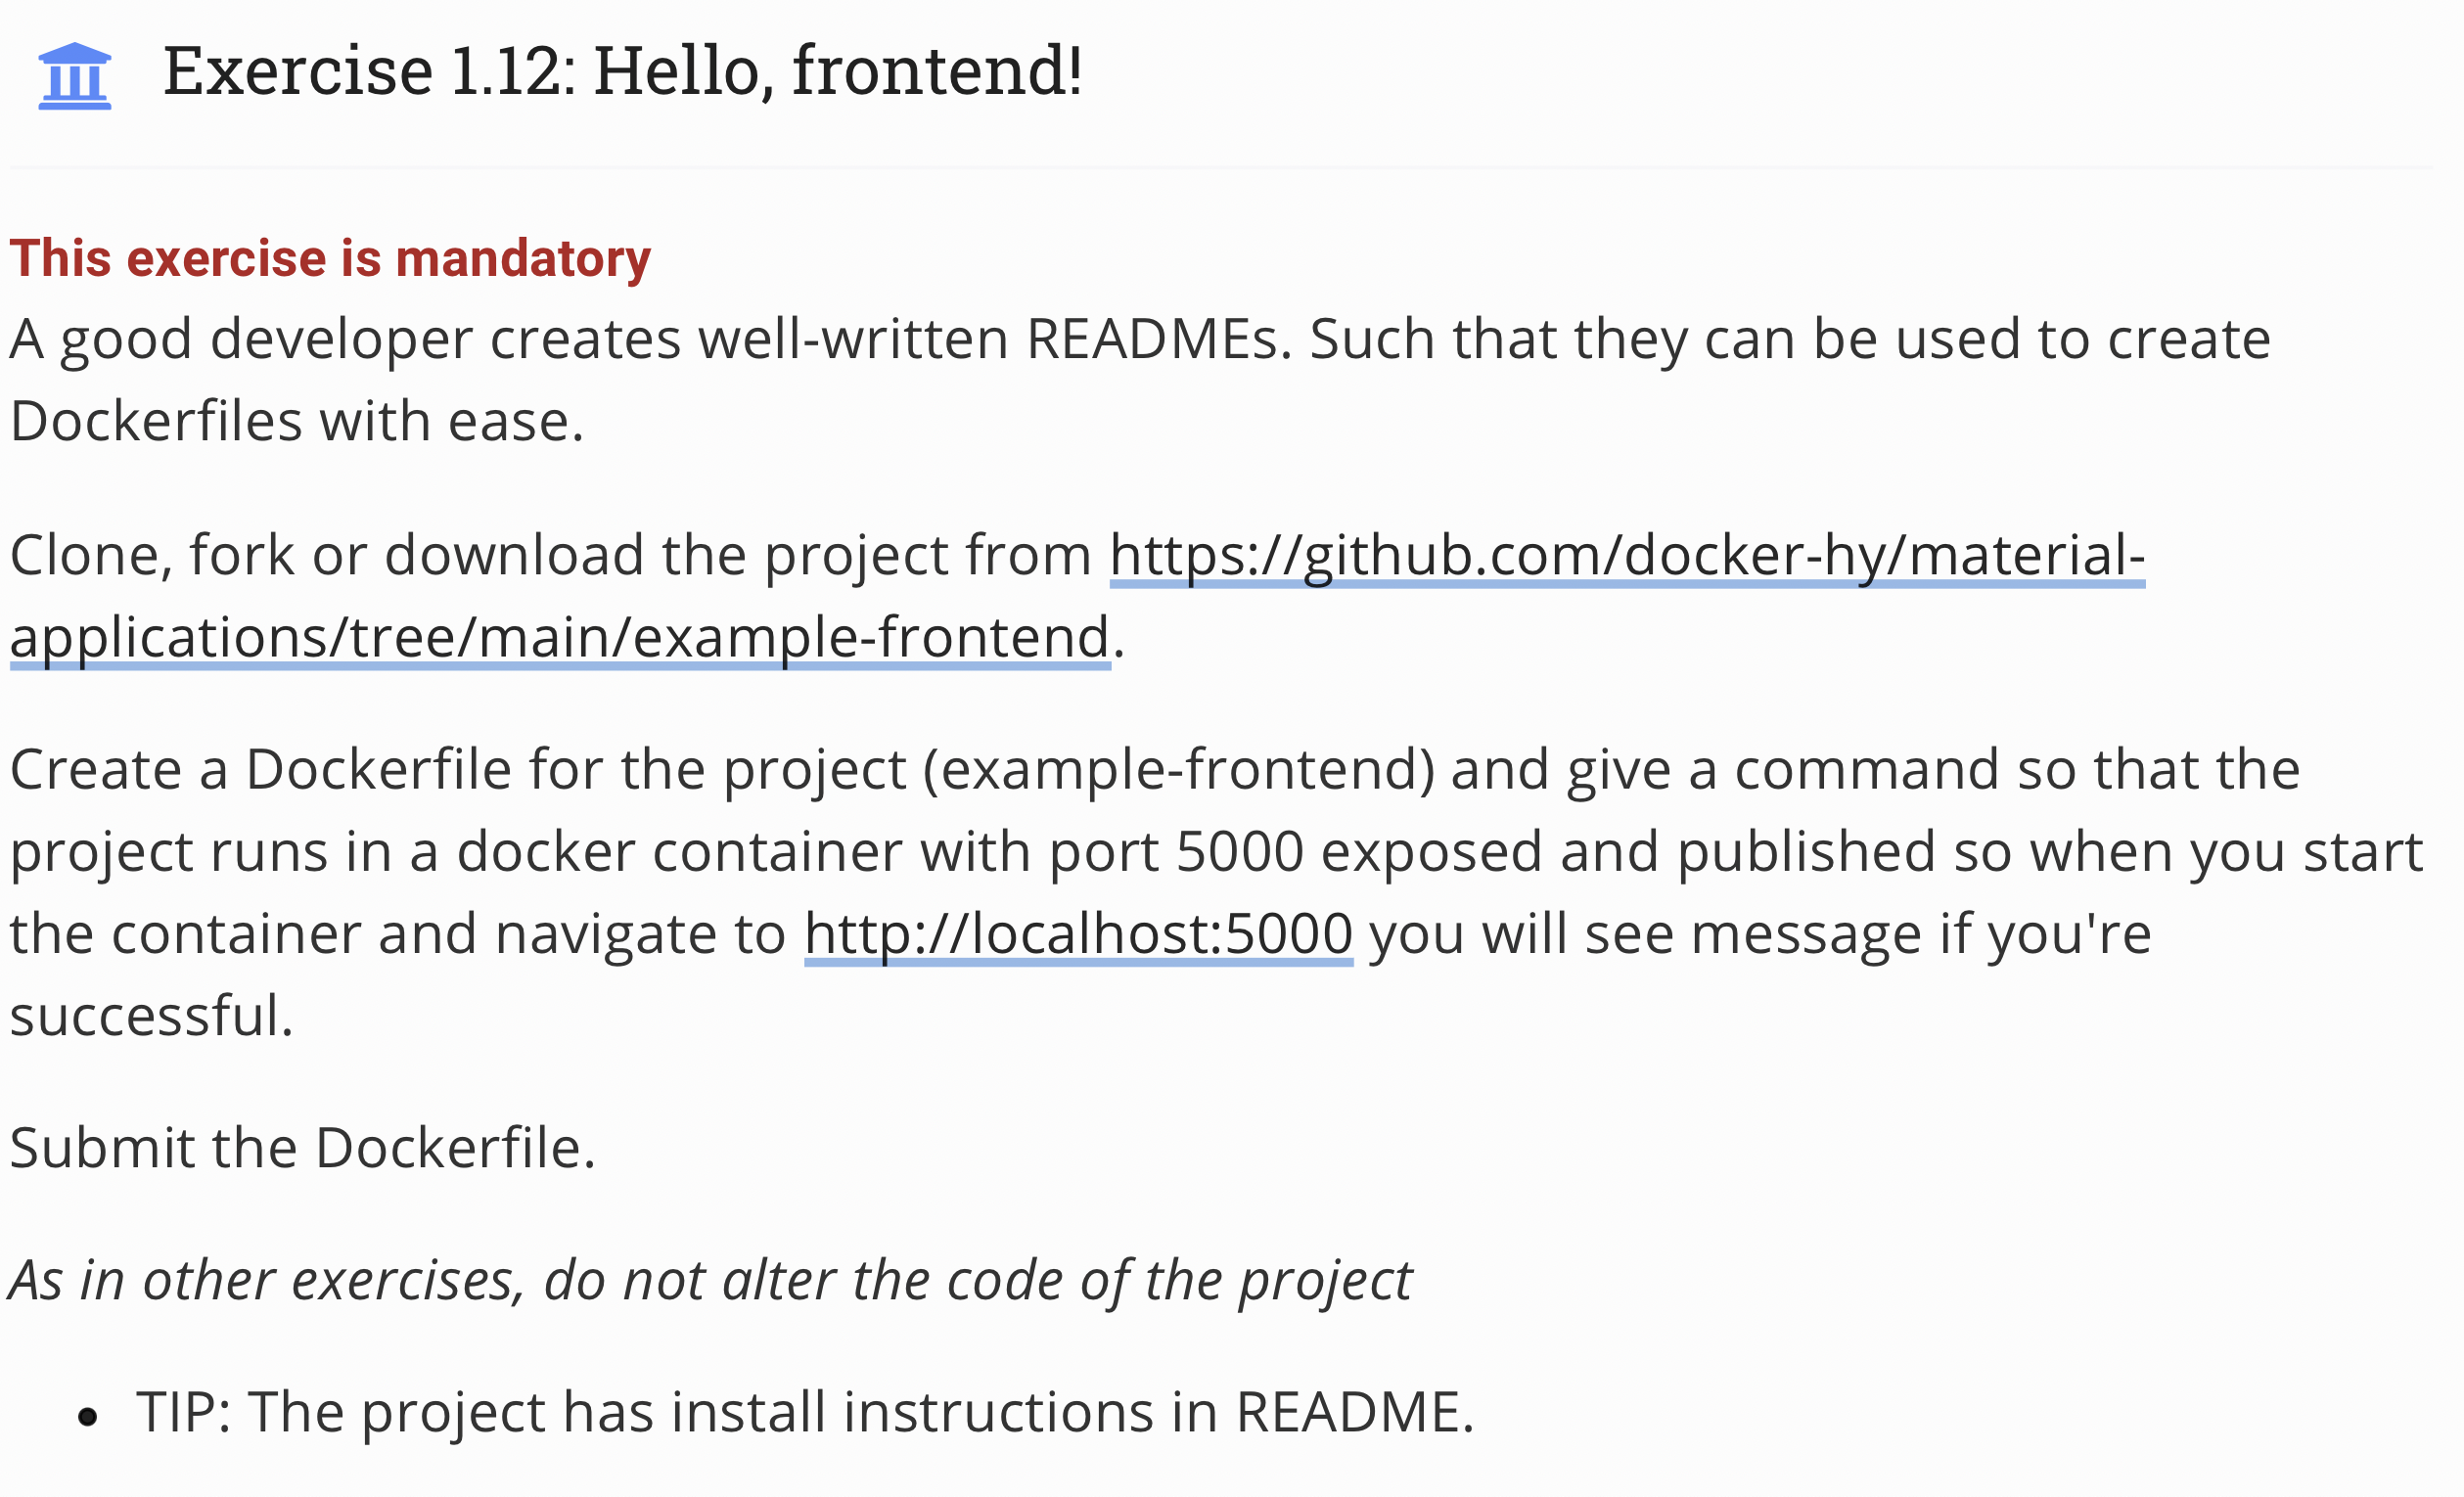 Exercise 1.12: Hello, frontend!
This exercise is mandatory
A good developer creates well-written READMEs. Such that they can be used to create
Dockerfiles with ease.
Clone, fork or download the project from https://github.com/docker-hy/material-
applications/tree/main/example-frontend.
Create a Dockerfile for the project (example-frontend) and give a command so that the
project runs in a docker container with port 5000 exposed and published so when you start
the container and navigate to http://localhost:5000 you will see message if you're
successful.
Submit the Dockerfile.
As in other exercises, do not alter the code of the project
• TIP: The project has install instructions in README.